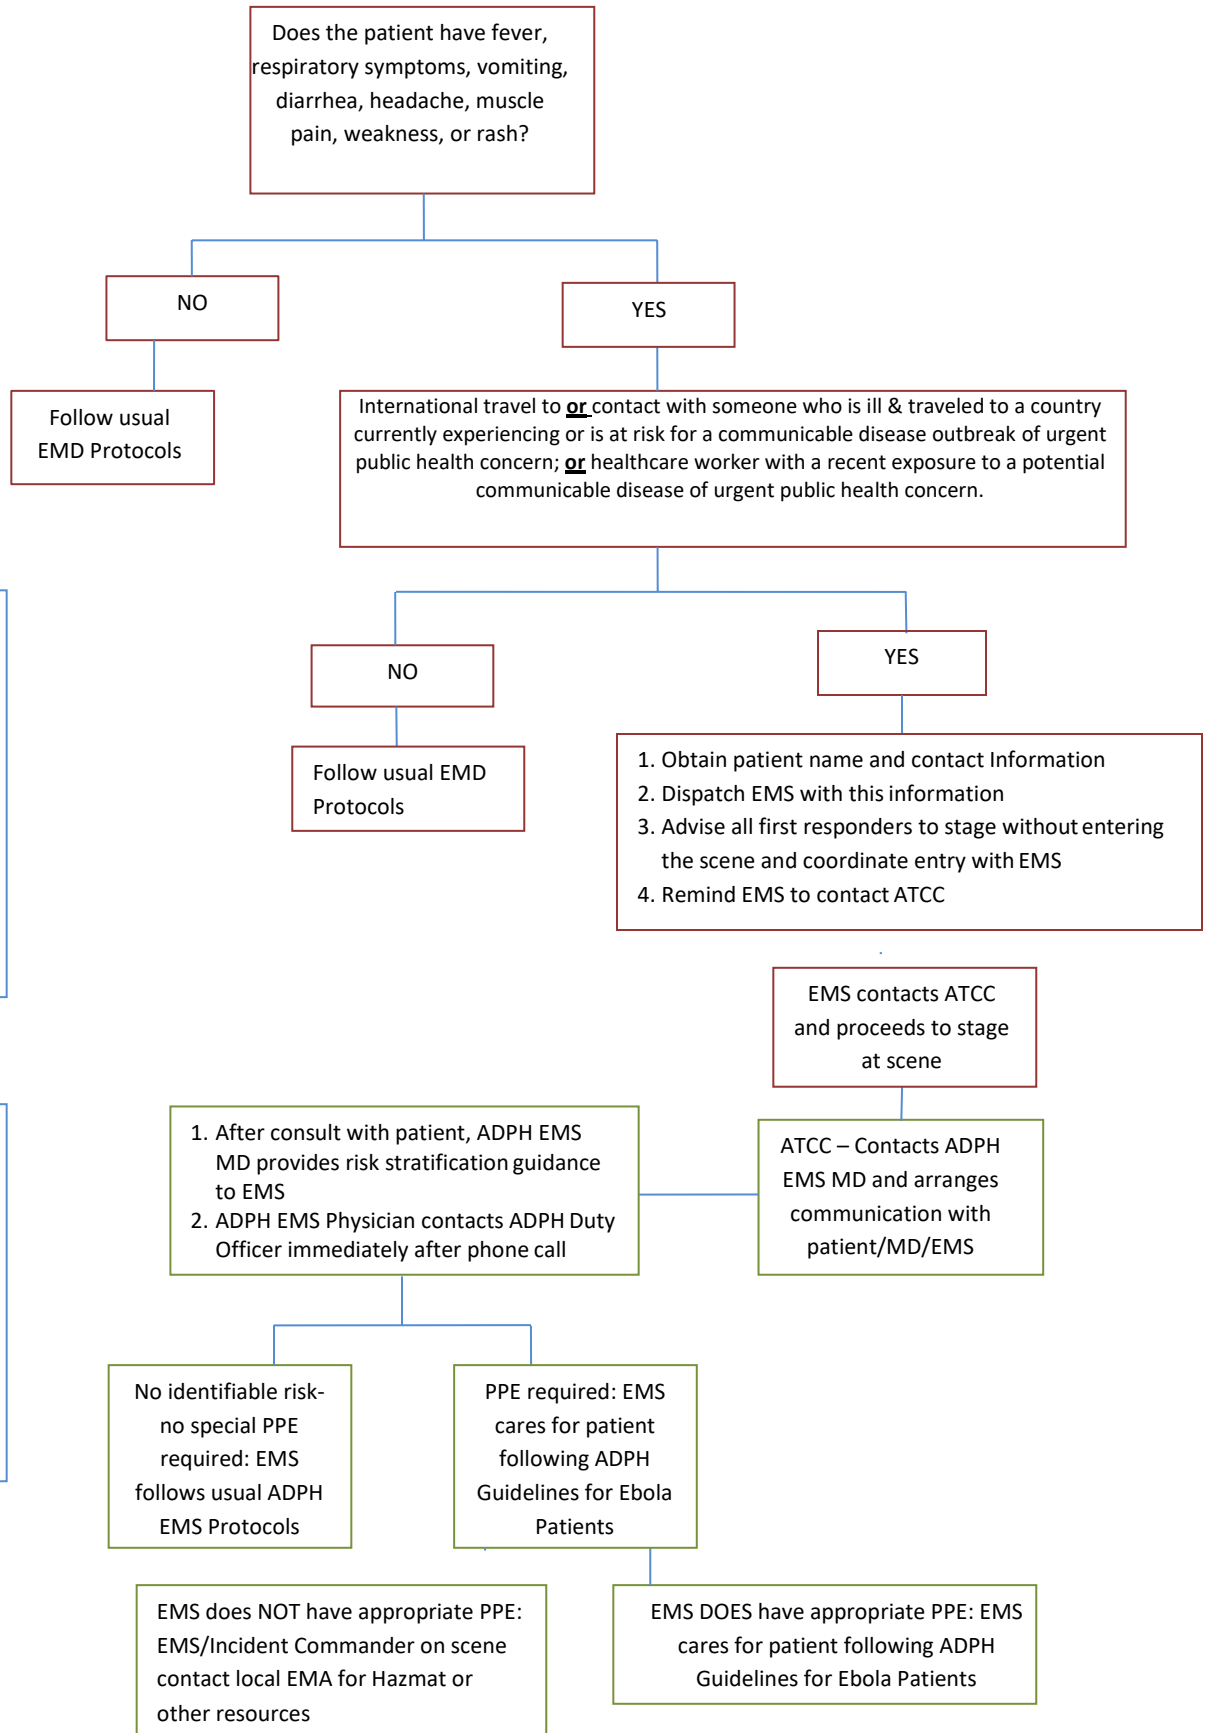 Does the patient have fever,
respiratory symptoms, vomiting,
diarrhea, headache, muscle
pain, weakness, or rash?
NO
YES
Follow usual
EMD Protocols
International travel to or contact with someone who is ill & traveled to a country
currently experiencing or is at risk for a communicable disease outbreak of urgent
public health concern; or healthcare worker with a recent exposure to a potential
communicable disease of urgent public health concern.
NO
YES
Follow usual EMD
Protocols
1. Obtain patient name and contact Information
2. Dispatch EMS with this information
3. Advise all first responders to stage without entering
the scene and coordinate entry with EMS
4. Remind EMS to contact ATCC
EMS contacts ATCC
and proceeds to stage
at scene
ATCC – Contacts ADPH
EMS MD and arranges
communication with
patient/MD/EMS
1. After consult with patient, ADPH EMS
MD provides risk stratification guidance
to EMS
2. ADPH EMS Physician contacts ADPH Duty
Officer immediately after phone call
No identifiable risk-
no special PPE
required: EMS
follows usual ADPH
EMS Protocols
PPE required: EMS
cares for patient
following ADPH
Guidelines for Ebola
Patients
EMS does NOT have appropriate PPE:
EMS/Incident Commander on scene
contact local EMA for Hazmat or
other resources
EMS DOES have appropriate PPE: EMS
cares for patient following ADPH
Guidelines for Ebola Patients